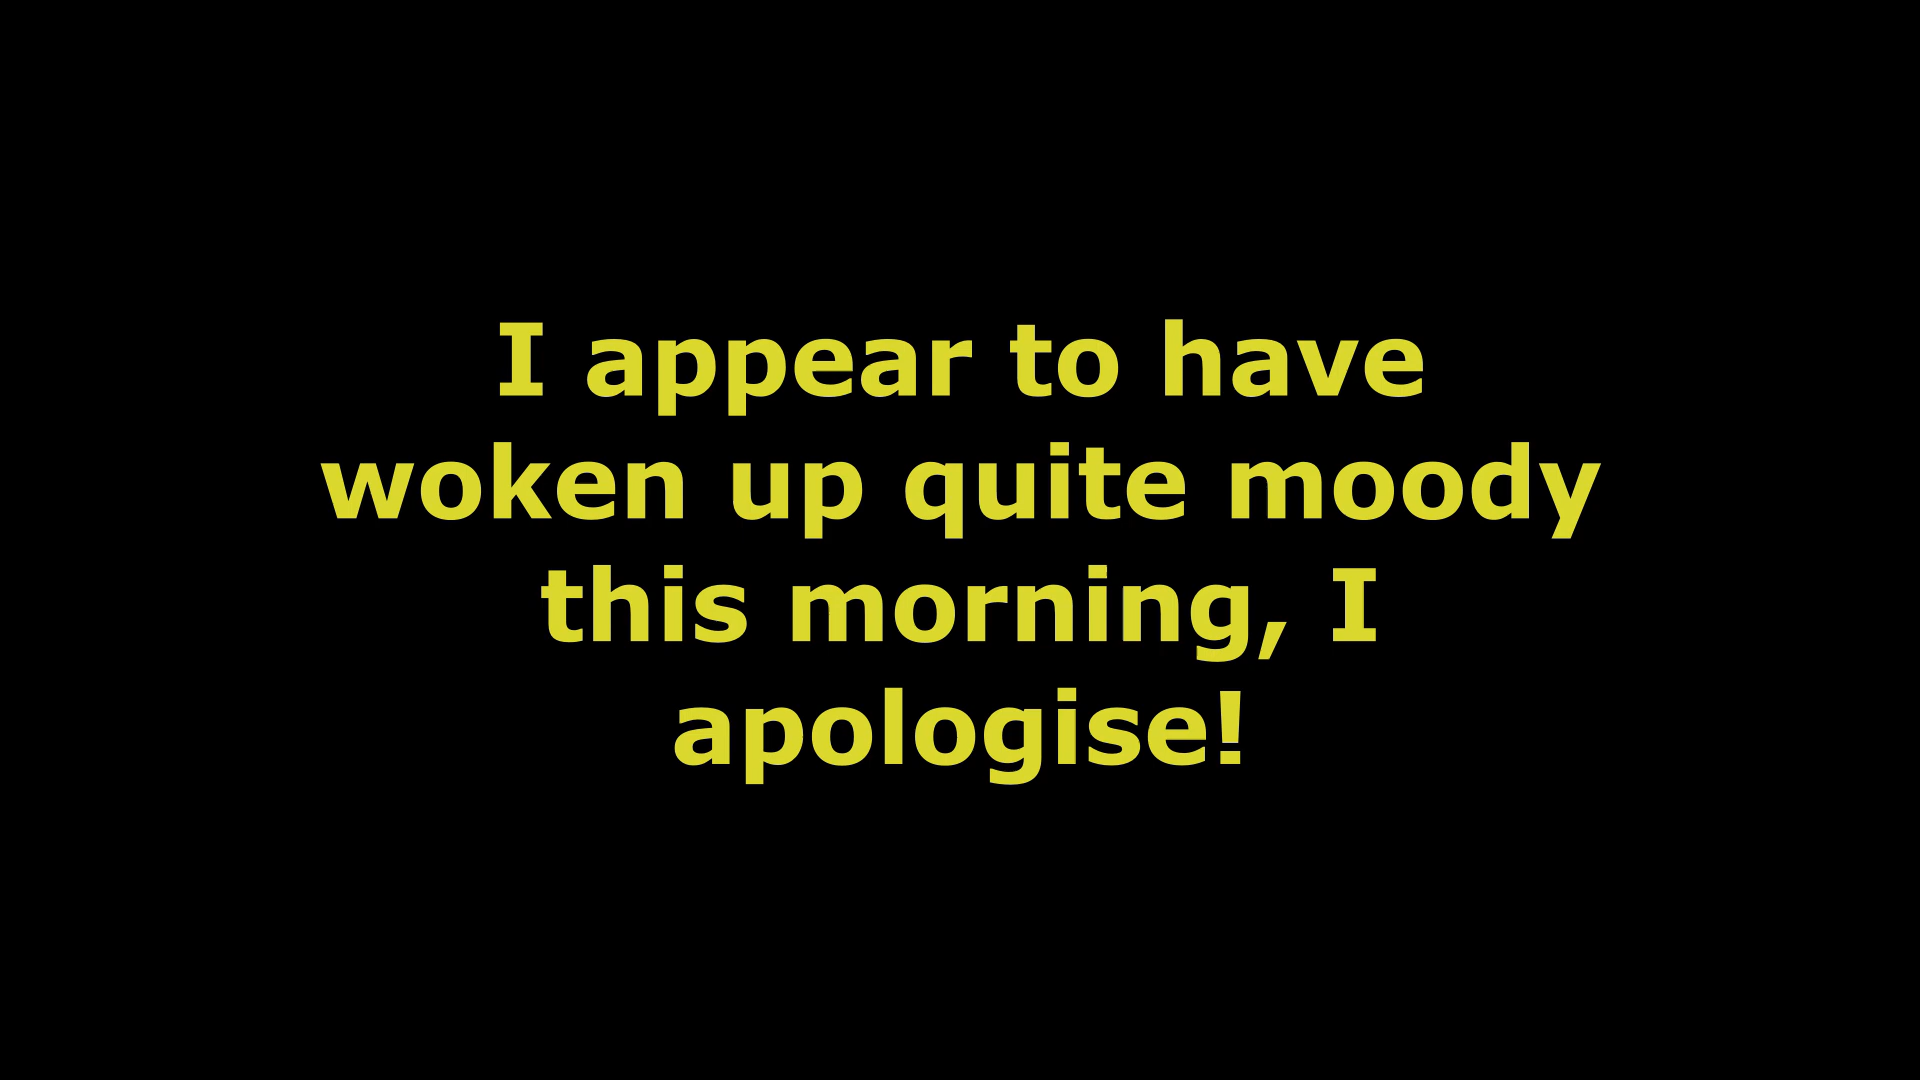 I appear to have
woken up quite moody
this morning, I
apologise!